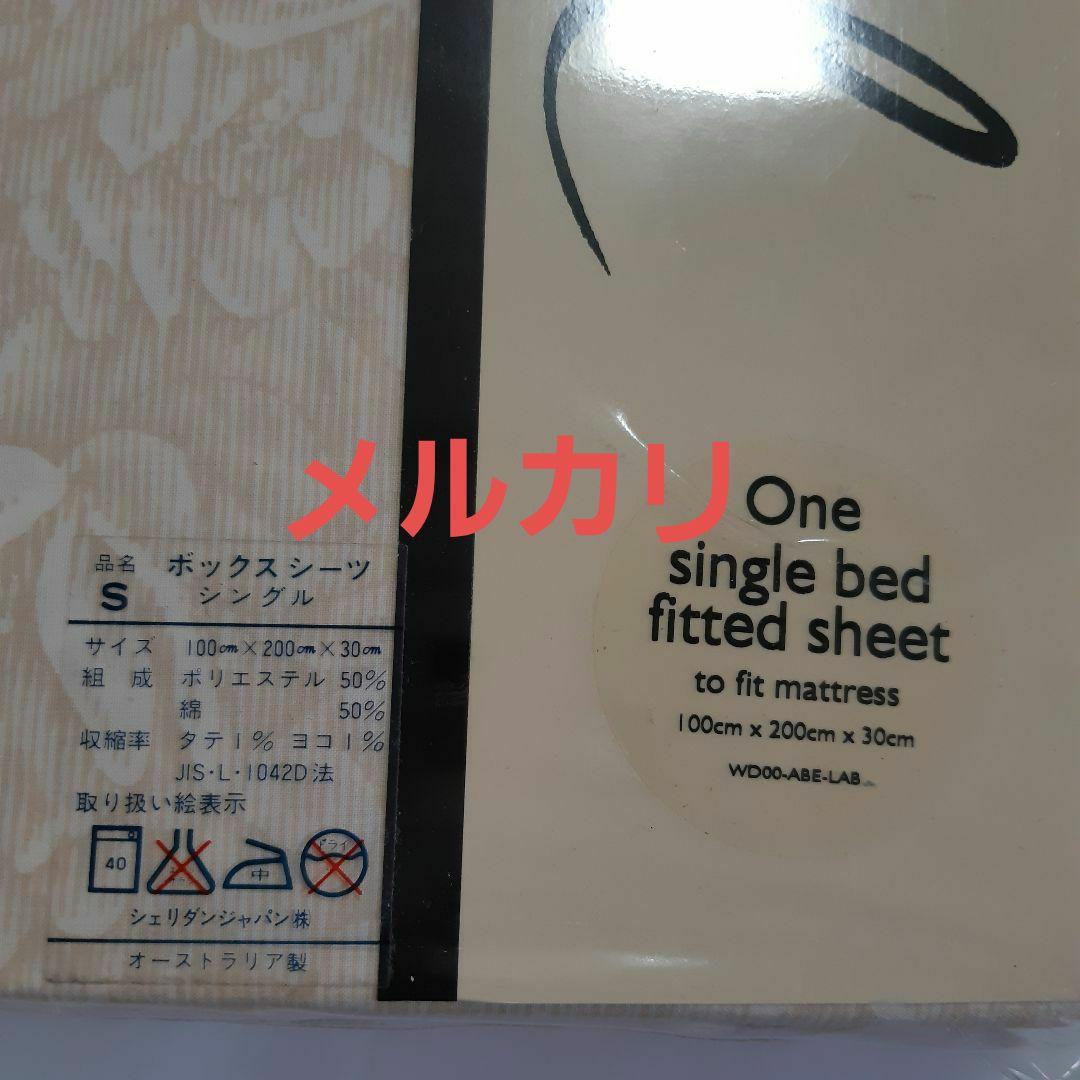 メルカリ
品名 ボックスシーツ
S シングル
サイズ 100cm×200cm×30cm
組成 ポリエステル 50%
綿 50%
収縮率 タテ1% ヨコ1%
JIS・L・1042D法
取り扱い絵表示
40 中 ドライ
シェリダンジャパン㈱
オーストラリア製
One
single bed
fitted sheet
to fit mattress
100cm x 200cm x 30cm
WD00-ABE-LAB